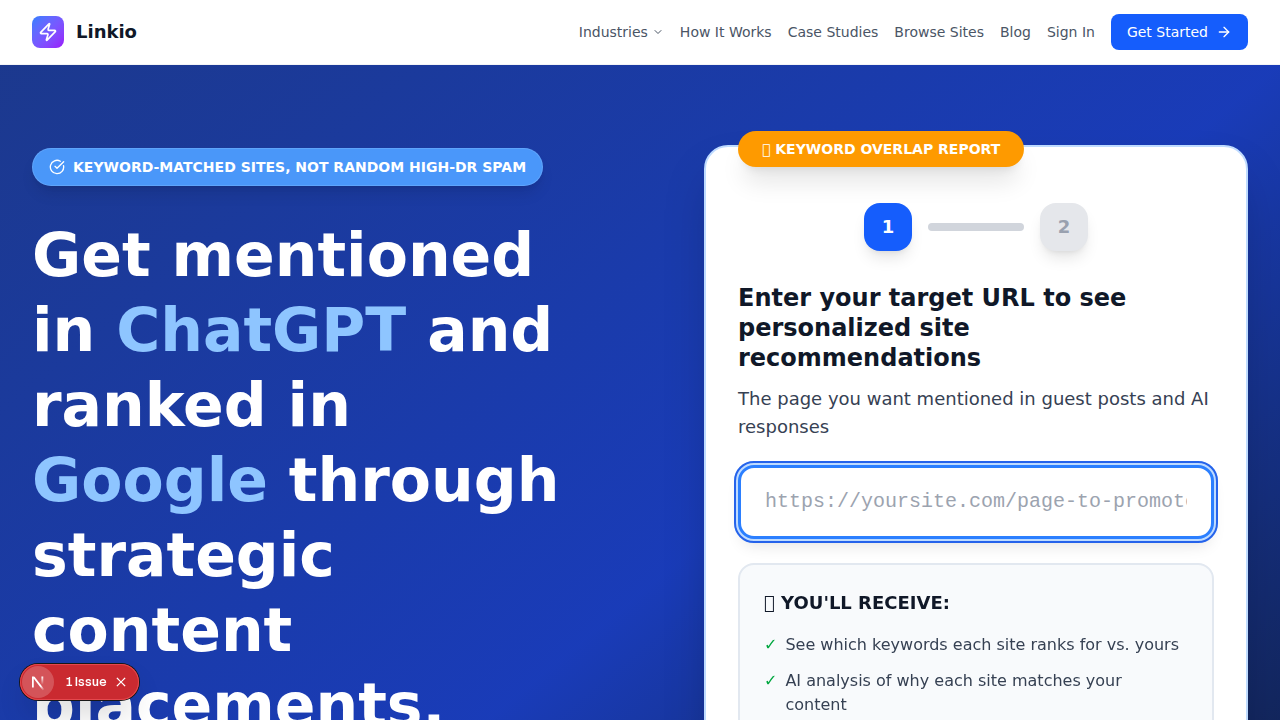 Linkio
Industries
How It Works
Case Studies
Browse Sites
Blog
Sign In
Get Started
KEYWORD-MATCHED SITES, NOT RANDOM HIGH-DR SPAM
Get mentioned
in ChatGPT and
ranked in
Google through
strategic
content
placements.
KEYWORD OVERLAP REPORT
1
2
Enter your target URL to see
personalized site
recommendations
The page you want mentioned in guest posts and AI
responses
https://yoursite.com/page-to-promote
YOU'LL RECEIVE:
✓ See which keywords each site ranks for vs. yours
✓ AI analysis of why each site matches your
content
N
1 Issue